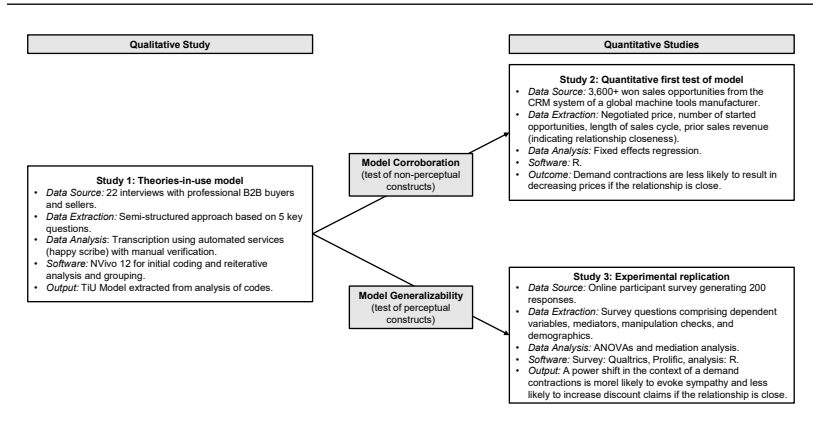 Qualitative Study
Quantitative Studies
Study 1: Theories-in-use model
• Data Source: 22 interviews with professional B2B buyers
and sellers.
• Data Extraction: Semi-structured approach based on 5 key
questions.
• Data Analysis: Transcription using automated services
(happy scribe) with manual verification.
• Software: NVivo 12 for initial coding and reiterative
analysis and grouping.
• Output: TiU Model extracted from analysis of codes.
Model Corroboration
(test of non-perceptual
constructs)
Model Generalizability
(test of perceptual
constructs)
Study 2: Quantitative first test of model
• Data Source: 3,600+ won sales opportunities from the
CRM system of a global machine tools manufacturer.
• Data Extraction: Negotiated price, number of started
opportunities, length of sales cycle, prior sales revenue
(indicating relationship closeness).
• Data Analysis: Fixed effects regression.
• Software: R.
• Outcome: Demand contractions are less likely to result in
decreasing prices if the relationship is close.
Study 3: Experimental replication
• Data Source: Online participant survey generating 200
responses.
• Data Extraction: Survey questions comprising dependent
variables, mediators, manipulation checks, and
demographics.
• Data Analysis: ANOVAs and mediation analysis.
• Software: Survey: Qualtrics, Prolific, analysis: R.
• Output: A power shift in the context of a demand
contractions is morel likely to evoke sympathy and less
likely to increase discount claims if the relationship is close.